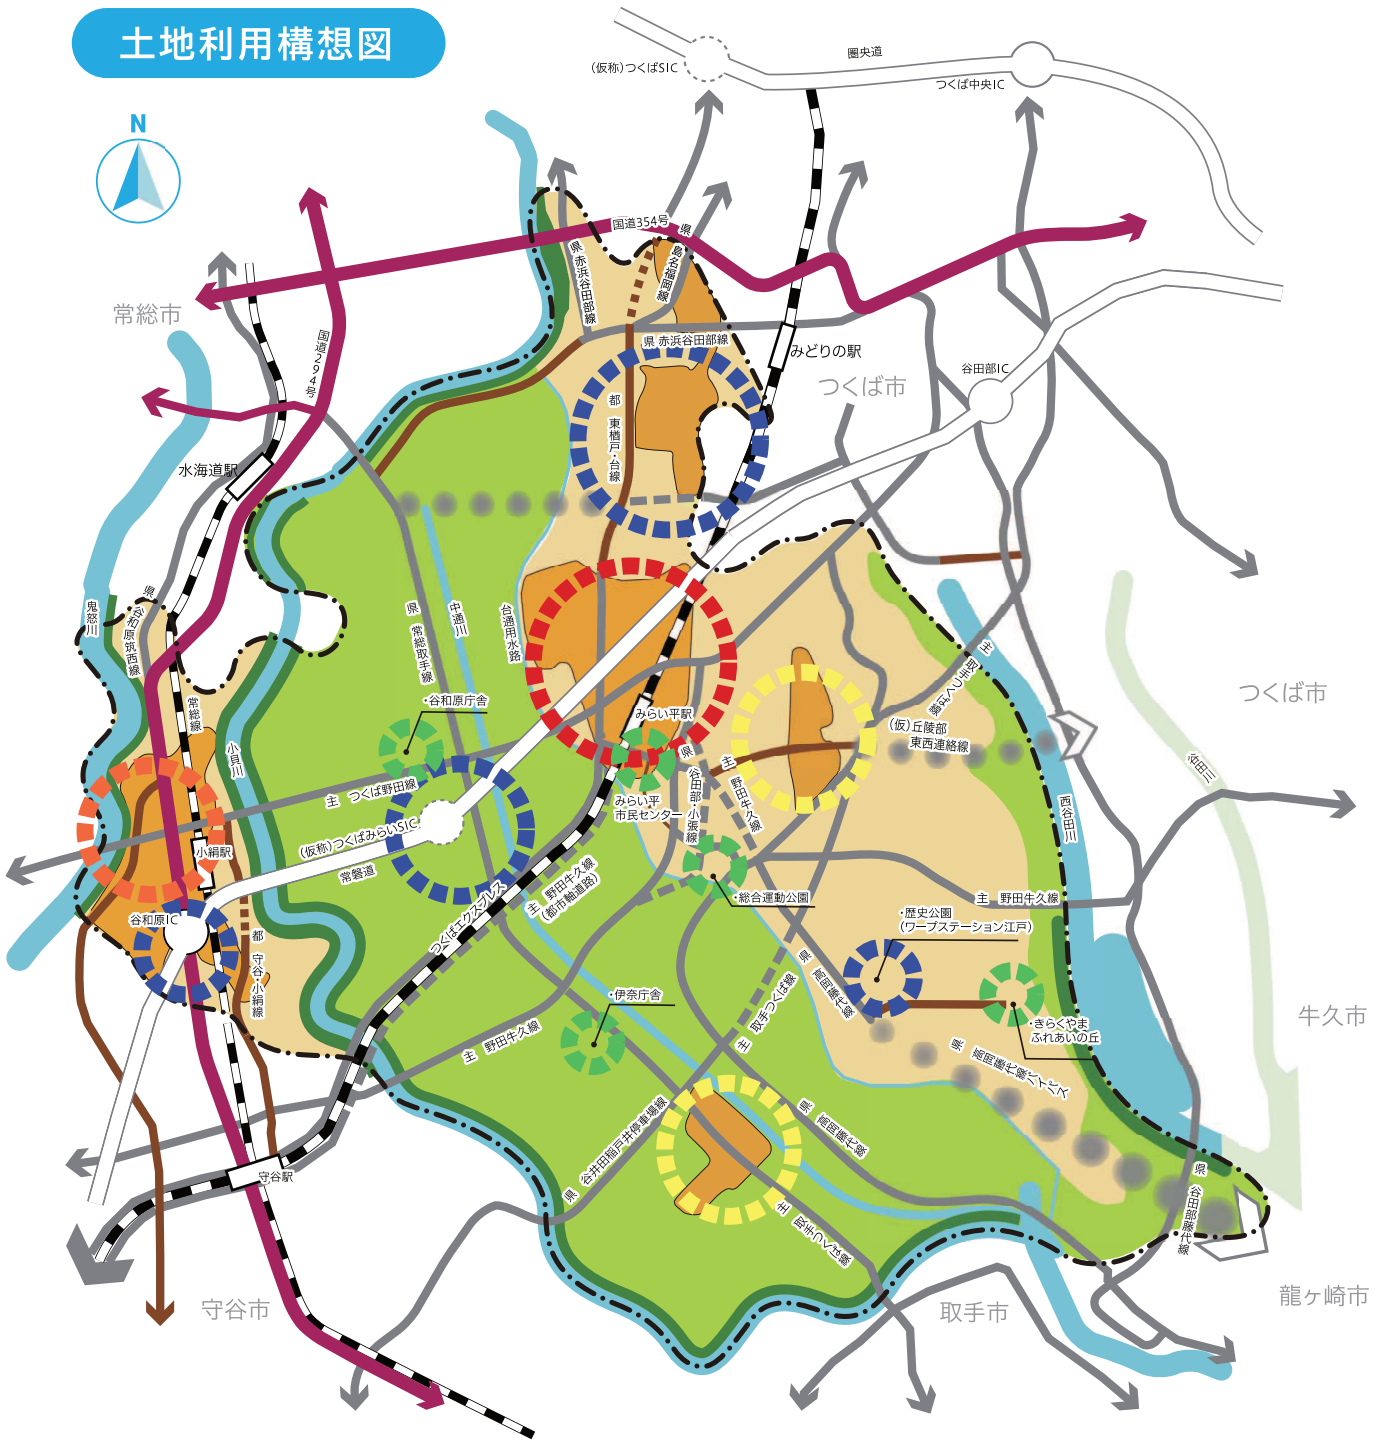 土地利用構想図
N
(仮称)つくばSIC
圏央道
つくば中央IC
国道354号
県 島名福岡線
県 赤浜谷田部線
常総市
国道294号
県 赤浜谷田部線
みどりの駅
つくば市
谷田部IC
都 東楢戸・台線
水海道駅
鬼怒川
県 谷和原筑西線
県 常総取手線
中通川
台通用水路
主 取手つくば線
・谷和原庁舎
常総線
みらい平駅
(仮)丘陵部
東西連絡線
つくば市
小貝川
県 谷田部・小張線
主 野田牛久線
谷田川
主 つくば野田線
みらい平
市民センター
西谷田川
(仮称)つくばみらいSIC
小絹駅
常磐道
主 野田牛久線
(都市軸道路)
・総合運動公園
主 野田牛久線
谷和原IC
つくばエクスプレス
・歴史公園
(ワープステーション江戸)
都 守谷・小絹線
県 高岡藤代線
・伊奈庁舎
主 取手つくば線
牛久市
・きらくやま
ふれあいの丘
主 野田牛久線
県 高岡藤代線バイパス
県 谷井田稲戸井停車場線
県 高岡藤代線
守谷駅
県 谷田部藤代線
主 取手つくば線
守谷市
取手市
龍ヶ崎市